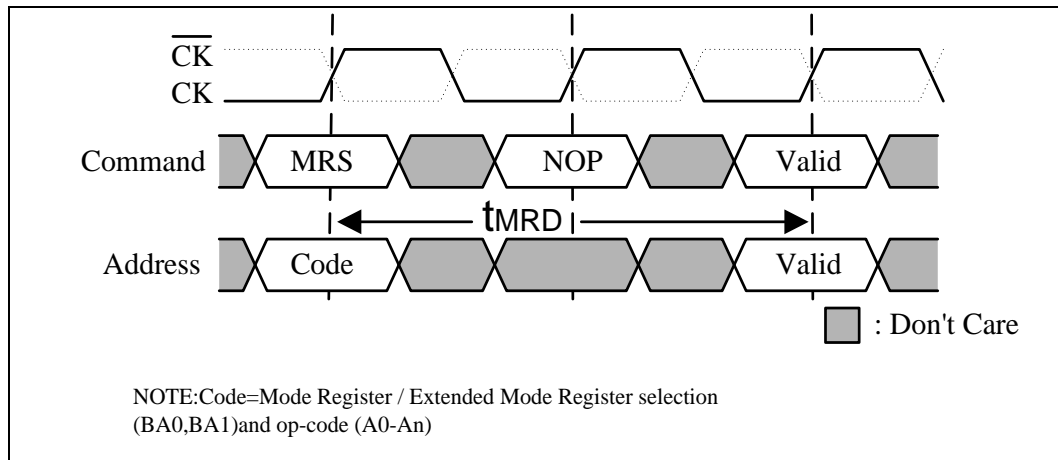 CK
CK
Command MRS NOP Valid
tMRD
Address Code Valid
: Don't Care
NOTE:Code=Mode Register / Extended Mode Register selection
(BA0,BA1)and op-code (A0-An)